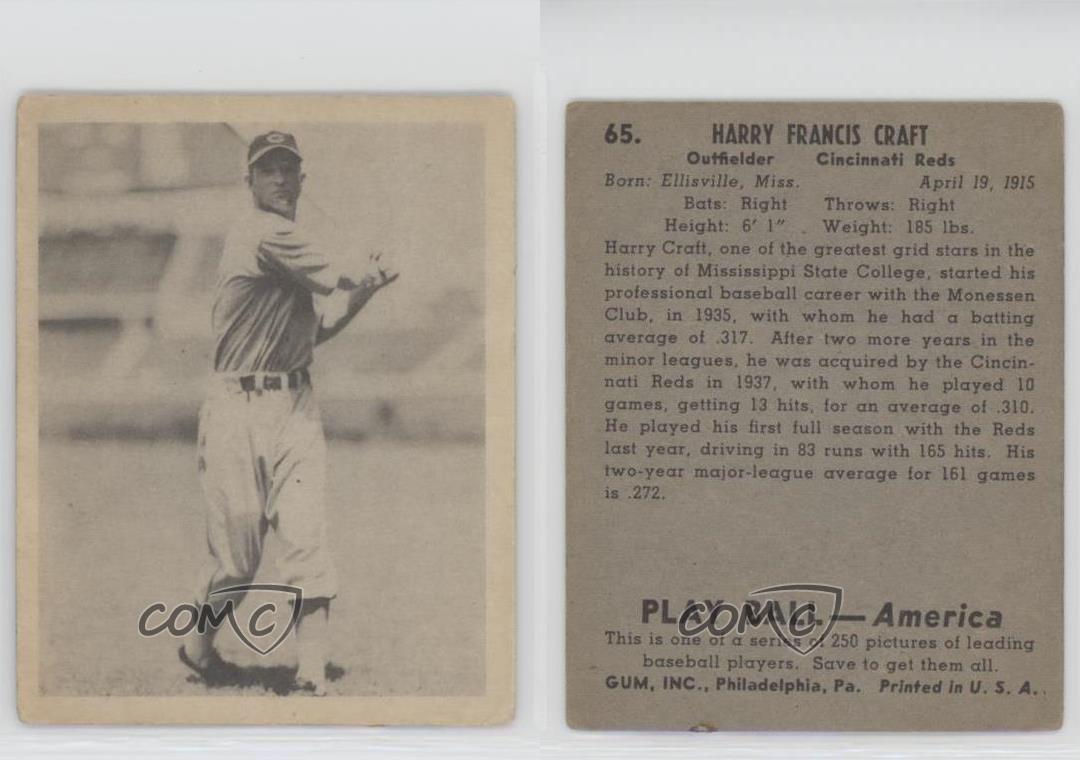 C
COMC
65. HARRY FRANCIS CRAFT
Outfielder Cincinnati Reds
Born: Ellisville, Miss. April 19, 1915
Bats: Right Throws: Right
Height: 6' 1" Weight: 185 lbs.
Harry Craft, one of the greatest grid stars in the
history of Mississippi State College, started his
professional baseball career with the Monessen
Club, in 1935, with whom he had a batting
average of .317. After two more years in the
minor leagues, he was acquired by the Cincin-
nati Reds in 1937, with whom he played 10
games, getting 13 hits, for an average of .310.
He played his first full season with the Reds
last year, driving in 83 runs with 165 hits. His
two-year major-league average for 161 games
is .272.
PLAY BALL — America
COMC
This is one of a series of 250 pictures of leading
baseball players. Save to get them all.
GUM, INC., Philadelphia, Pa. Printed in U. S. A.